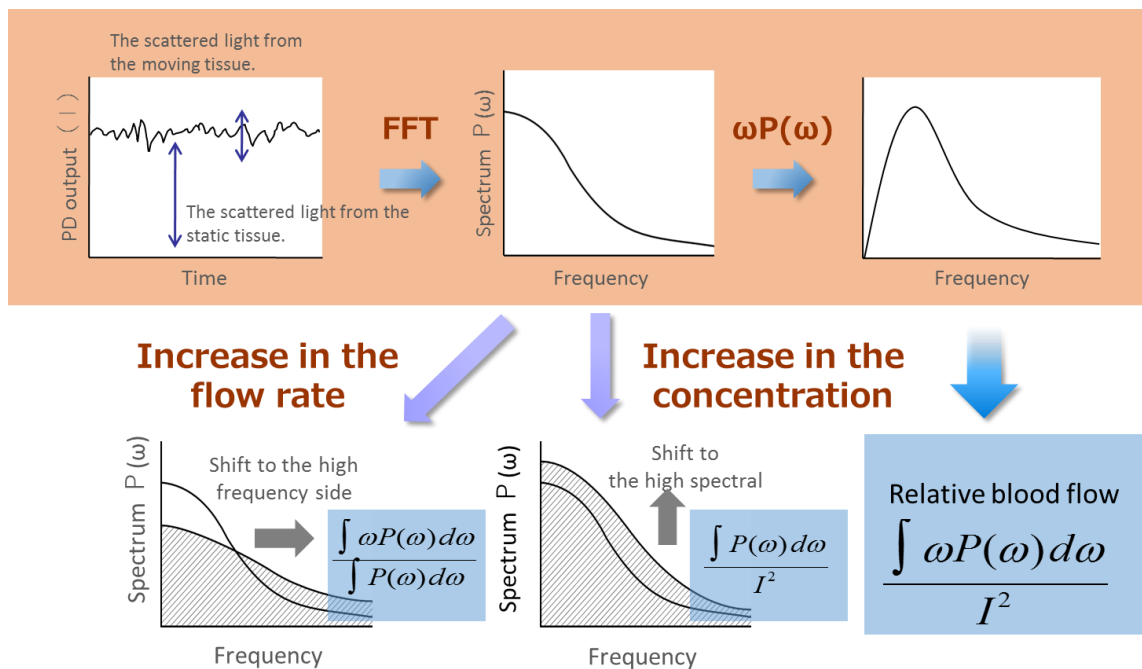 The scattered light from
the moving tissue.
PD output (I)
The scattered light from the
static tissue.
Time
FFT
Spectrum P(ω)
Frequency
ωP(ω)
Frequency
Increase in the
flow rate
Increase in the
concentration
Spectrum P(ω)
Shift to the high
frequency side
∫ωP(ω)dω
∫P(ω)dω
Frequency
Spectrum P(ω)
Shift to
the high spectral
∫P(ω)dω
I²
Frequency
Relative blood flow
∫ωP(ω)dω
I²